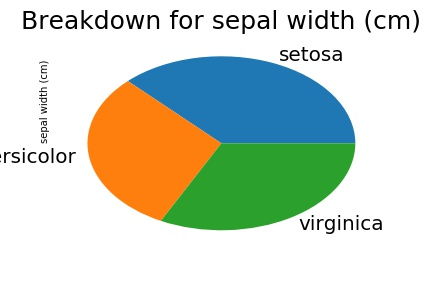 Breakdown for sepal width (cm)
setosa
sepal width (cm)
ersicolor
virginica